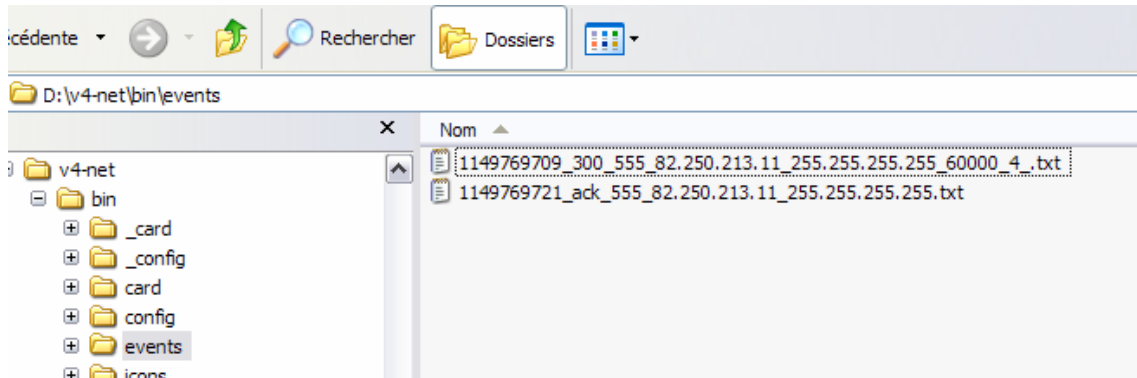 écédente Rechercher Dossiers
D:\v4-net\bin\events
x Nom
v4-net
bin
_card
_config
card
config
events
icons
1149769709_300_555_82.250.213.11_255.255.255.255_60000_4_.txt
1149769721_ack_555_82.250.213.11_255.255.255.255.txt